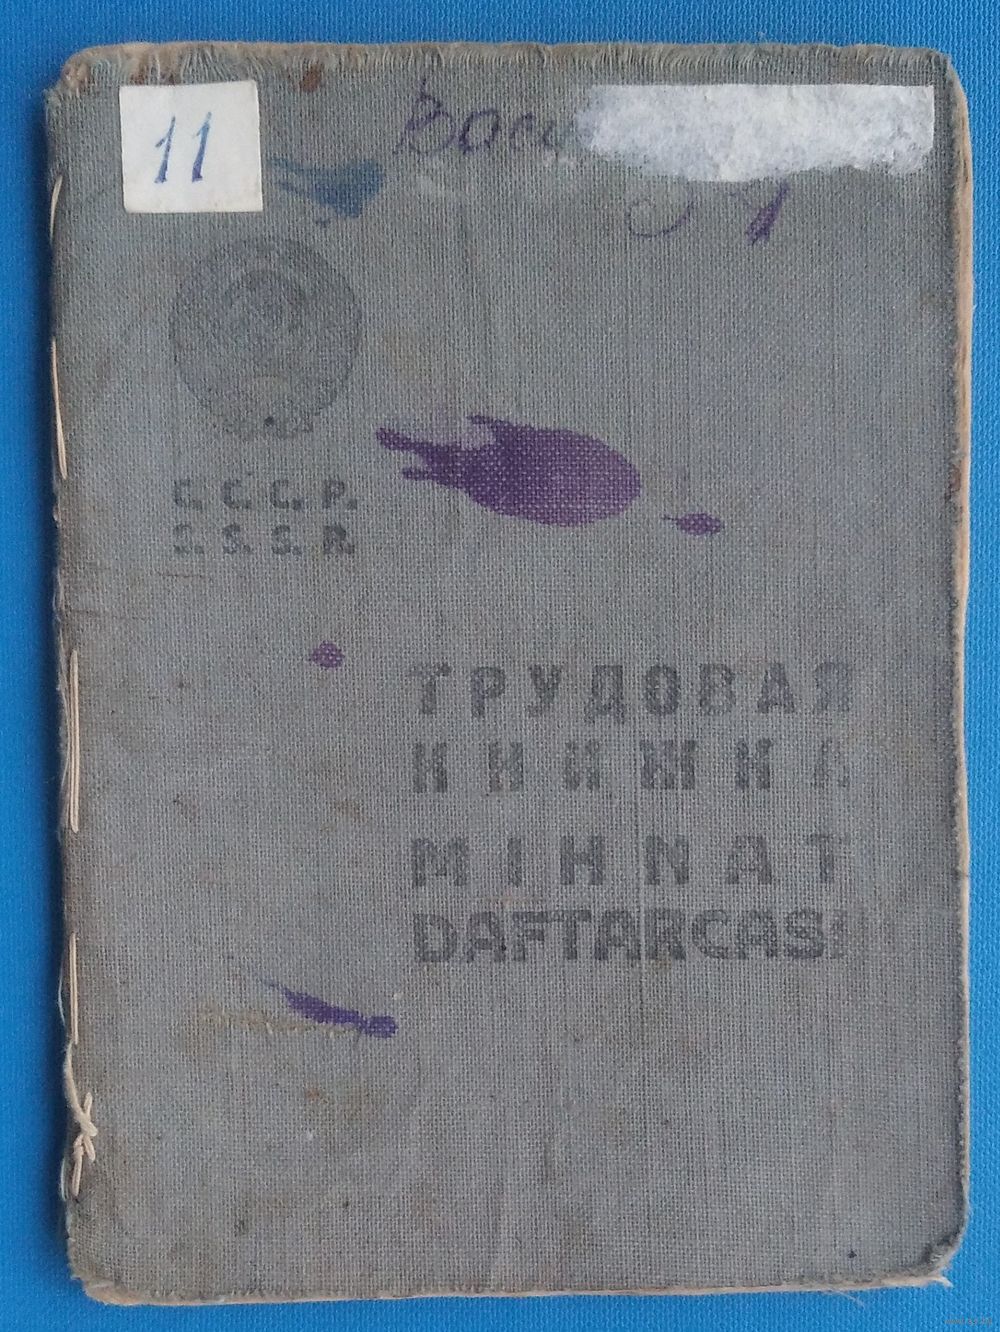 11
С. С. С. Р.
S. S. S. R.
ТРУДОВАЯ
КНИЖКА
MIHNAT
DAFTARCASI